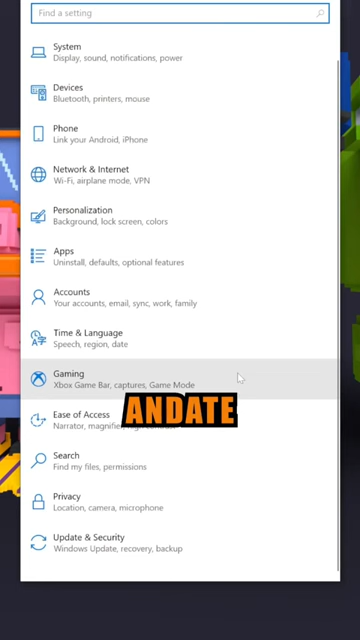 Find a setting
System
Display, sound, notifications, power
Devices
Bluetooth, printers, mouse
Phone
Link your Android, iPhone
Network & Internet
Wi-Fi, airplane mode, VPN
Personalization
Background, lock screen, colors
Apps
Uninstall, defaults, optional features
Accounts
Your accounts, email, sync, work, family
Time & Language
Speech, region, date
Gaming
Xbox Game Bar, captures, Game Mode
ANDATE
Ease of Access
Narrator, magnifier,
Search
Find my files, permissions
Privacy
Location, camera, microphone
Update & Security
Windows Update, recovery, backup